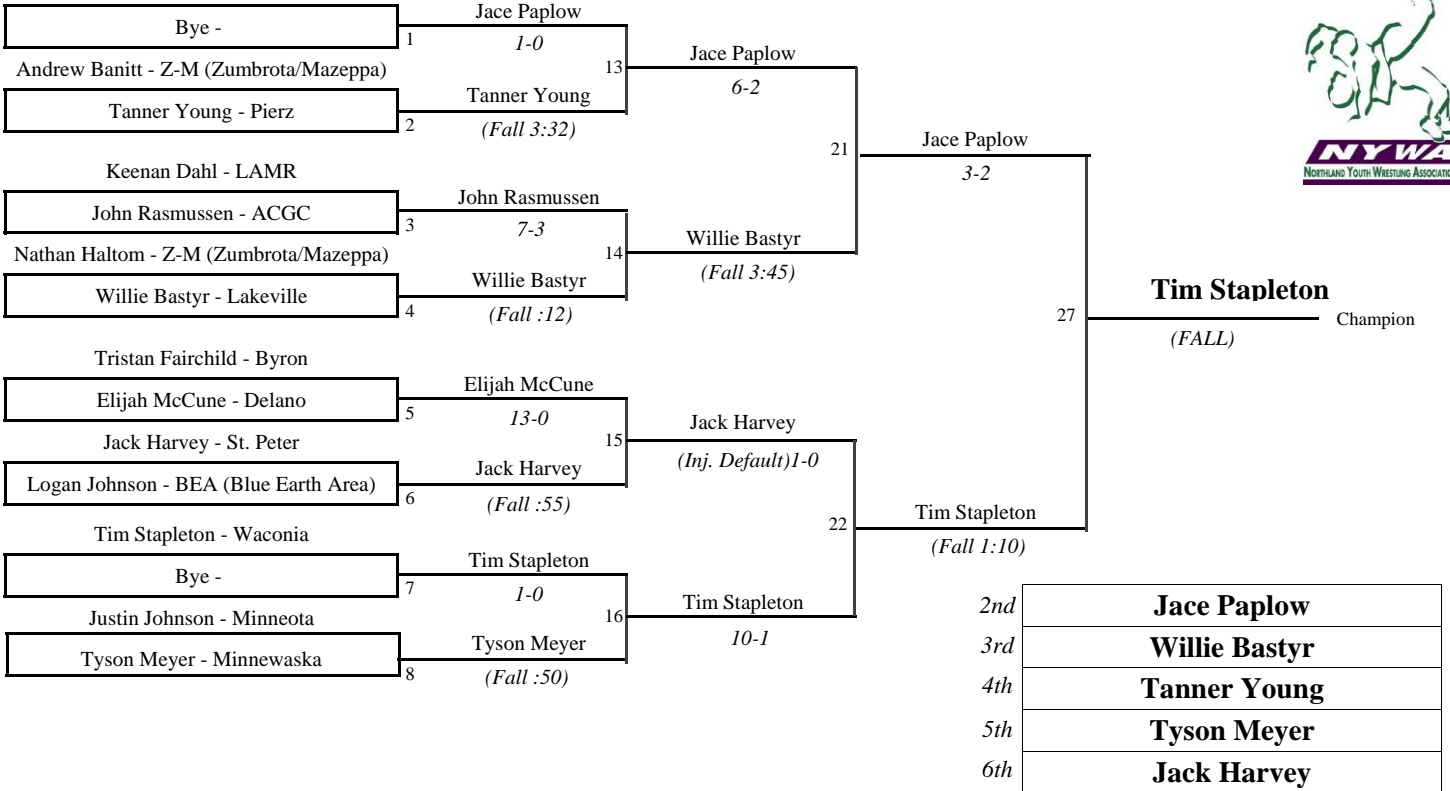 Bye -
1
Andrew Banitt - Z-M (Zumbrota/Mazeppa)
Tanner Young - Pierz
2
Keenan Dahl - LAMR
John Rasmussen - ACGC
3
Nathan Haltom - Z-M (Zumbrota/Mazeppa)
Willie Bastyr - Lakeville
4
Tristan Fairchild - Byron
Elijah McCune - Delano
5
Jack Harvey - St. Peter
Logan Johnson - BEA (Blue Earth Area)
6
Tim Stapleton - Waconia
Bye -
7
Justin Johnson - Minneota
Tyson Meyer - Minnewaska
8
Jace Paplow
1-0
13
Tanner Young
(Fall 3:32)
John Rasmussen
7-3
14
Willie Bastyr
(Fall :12)
Elijah McCune
13-0
15
Jack Harvey
(Fall :55)
Tim Stapleton
1-0
16
Tyson Meyer
(Fall :50)
Jace Paplow
6-2
21
Willie Bastyr
(Fall 3:45)
Jack Harvey
(Inj. Default)1-0
22
Tim Stapleton
10-1
Jace Paplow
3-2
27
Tim Stapleton
(Fall 1:10)
Tim Stapleton
Champion
(FALL)
NYWA
NORTHLAND YOUTH WRESTLING ASSOCIATIO
2nd Jace Paplow
3rd Willie Bastyr
4th Tanner Young
5th Tyson Meyer
6th Jack Harvey